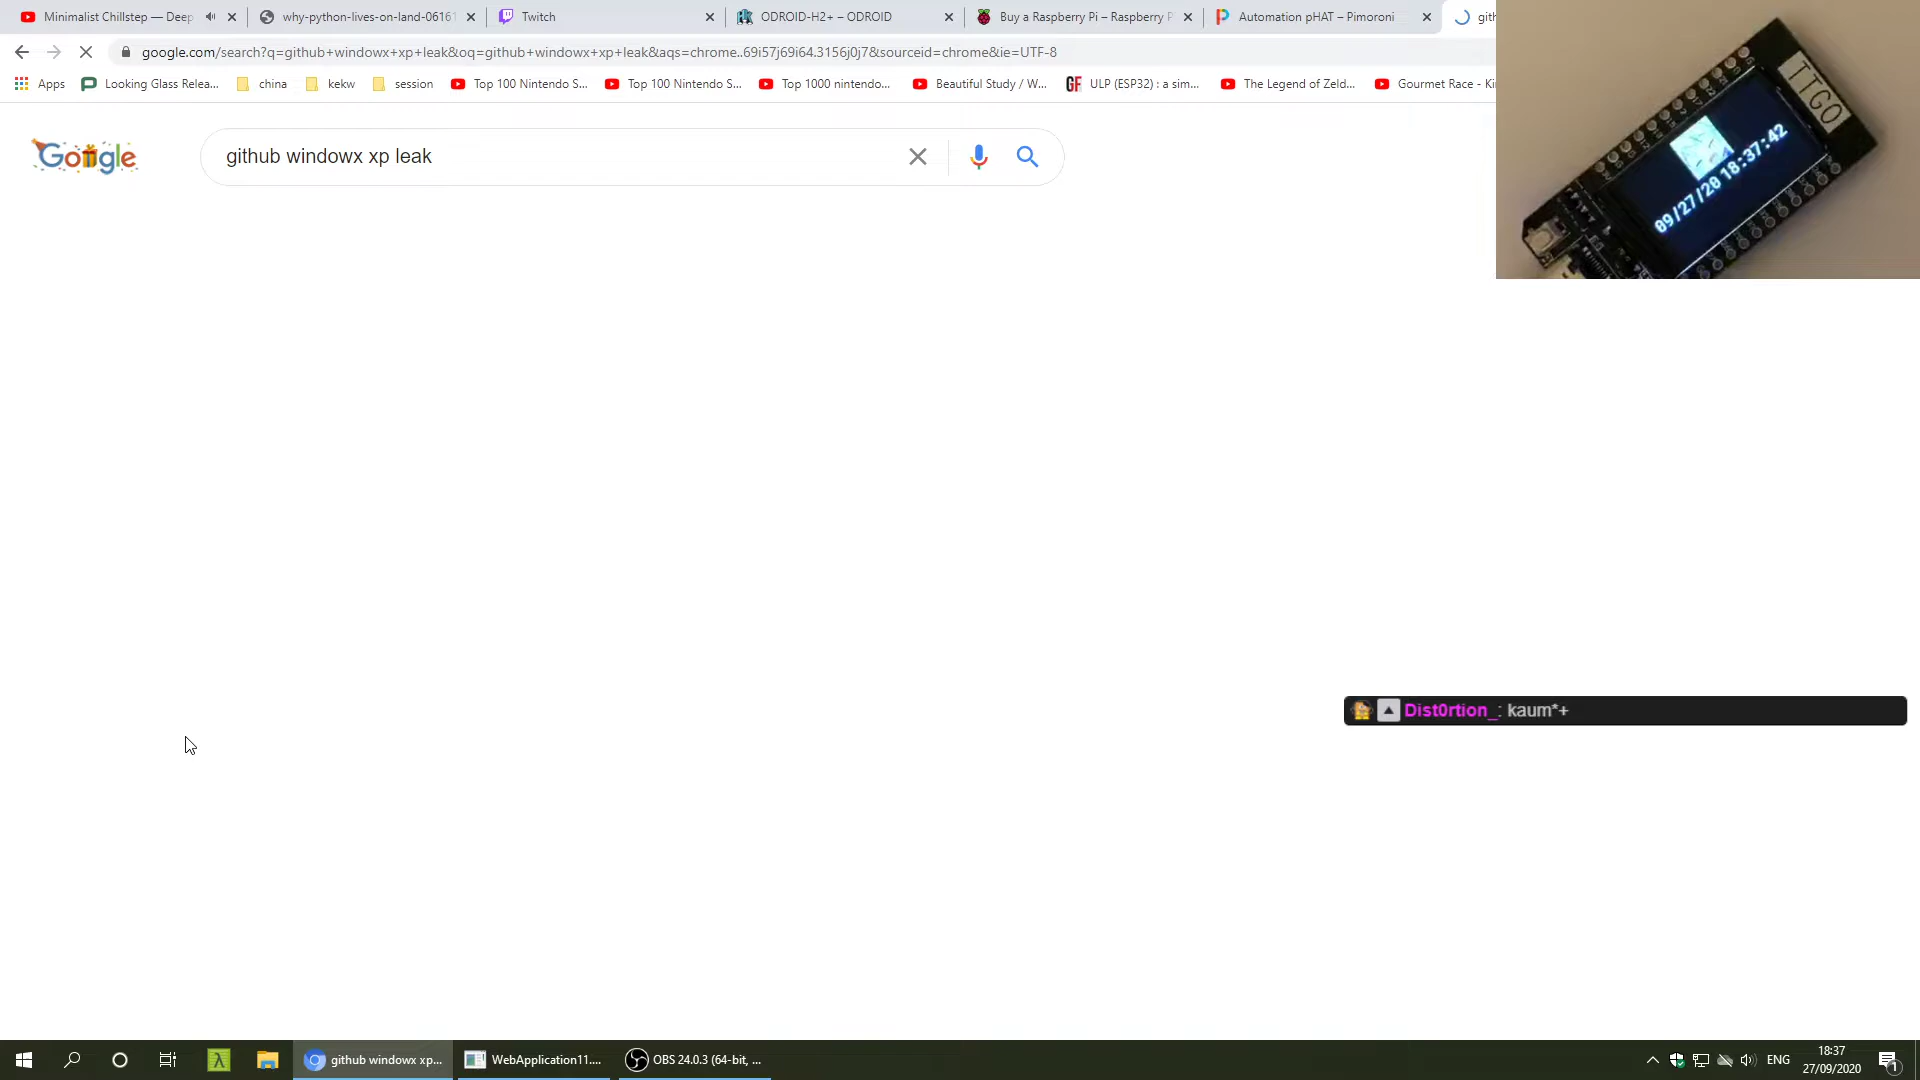 Minimalist Chillstep — Deep
why-python-lives-on-land-06161
Twitch
ODROID-H2+ – ODROID
Buy a Raspberry Pi – Raspberry P
Automation pHAT – Pimoroni
gith
google.com/search?q=github+windowx+xp+leak&oq=github+windowx+xp+leak&aqs=chrome..69i57j69i64.3156j0j7&sourceid=chrome&ie=UTF-8
Apps
Looking Glass Relea...
china
kekw
session
Top 100 Nintendo S...
Top 100 Nintendo S...
Top 1000 nintendo...
Beautiful Study / W...
GF
ULP (ESP32) : a sim...
The Legend of Zeld...
Gourmet Race - Ki
TTGO
09/27/20 18:37:42
Google
github windowx xp leak
Dist0rtion_: kaum*+
github windowx xp...
WebApplication11....
OBS 24.0.3 (64-bit, ...
ENG
18:37
27/09/2020
1